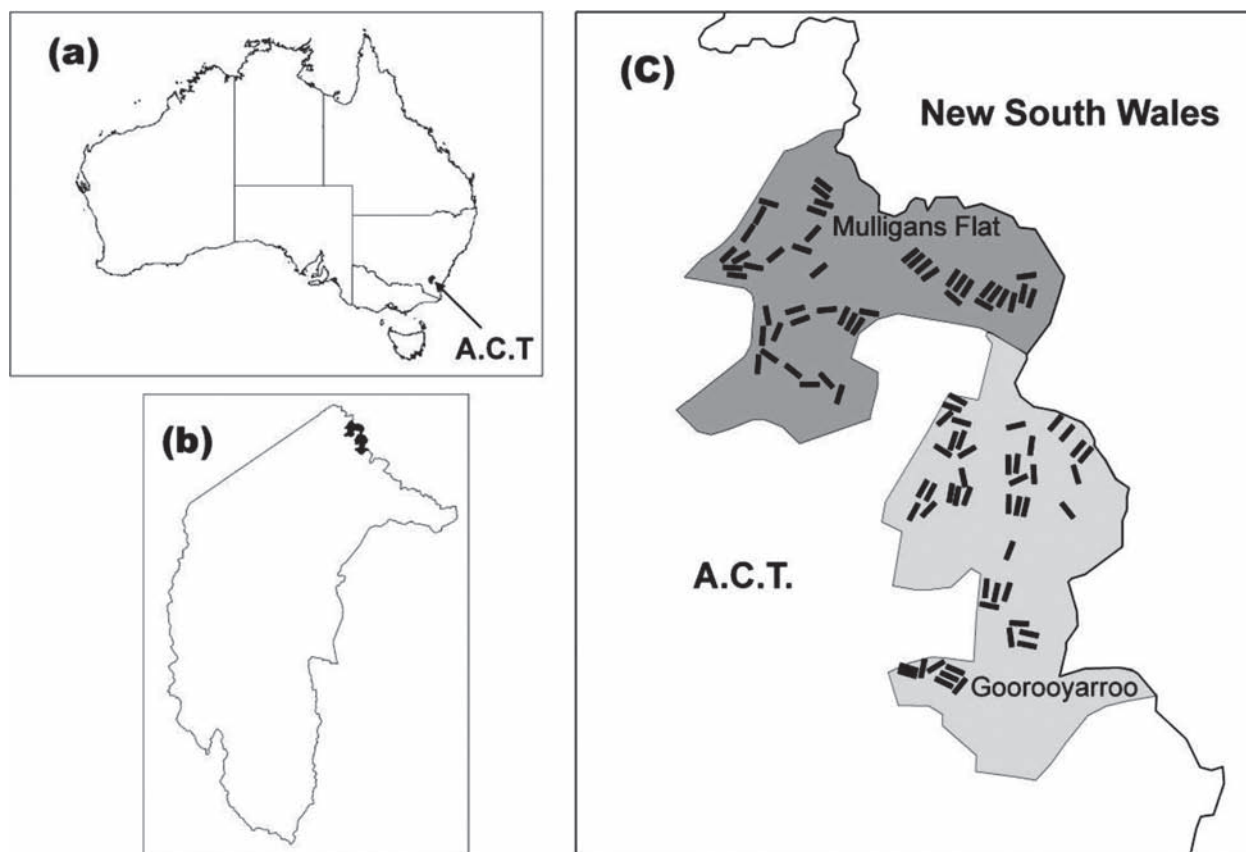 (a)
A.C.T
(b)
(C)
New South Wales
Mulligans Flat
A.C.T.
Goorooyarroo